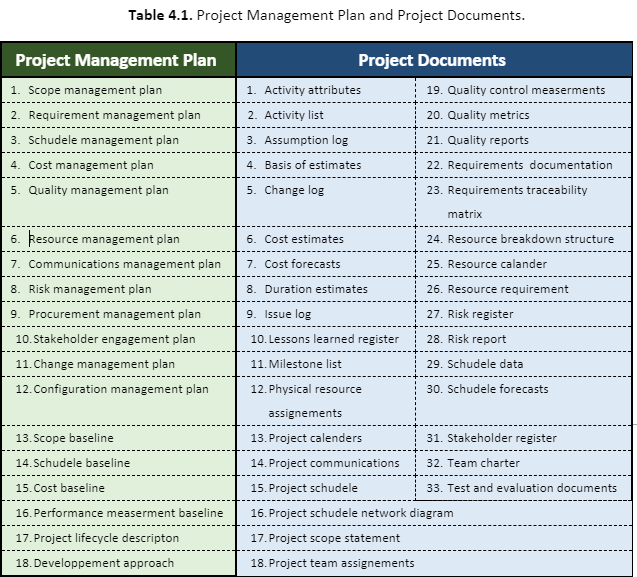 Table 4.1. Project Management Plan and Project Documents.
Project Management Plan Project Documents
1. Scope management plan 1. Activity attributes 19. Quality control measerments
2. Requirement management plan 2. Activity list 20. Quality metrics
3. Schudele management plan 3. Assumption log 21. Quality reports
4. Cost management plan 4. Basis of estimates 22. Requirements documentation
5. Quality management plan 5. Change log 23. Requirements traceability
matrix
6. Resource management plan 6. Cost estimates 24. Resource breakdown structure
7. Communications management plan 7. Cost forecasts 25. Resource calander
8. Risk management plan 8. Duration estimates 26. Resource requirement
9. Procurement management plan 9. Issue log 27. Risk register
10. Stakeholder engagement plan 10. Lessons learned register 28. Risk report
11. Change management plan 11. Milestone list 29. Schudele data
12. Configuration management plan 12. Physical resource 30. Schudele forecasts
assignements
13. Scope baseline 13. Project calenders 31. Stakeholder register
14. Schudele baseline 14. Project communications 32. Team charter
15. Cost baseline 15. Project schudele 33. Test and evaluation documents
16. Performance measerment baseline 16. Project schudele network diagram
17. Project lifecycle descripton 17. Project scope statement
18. Developpement approach 18. Project team assignements